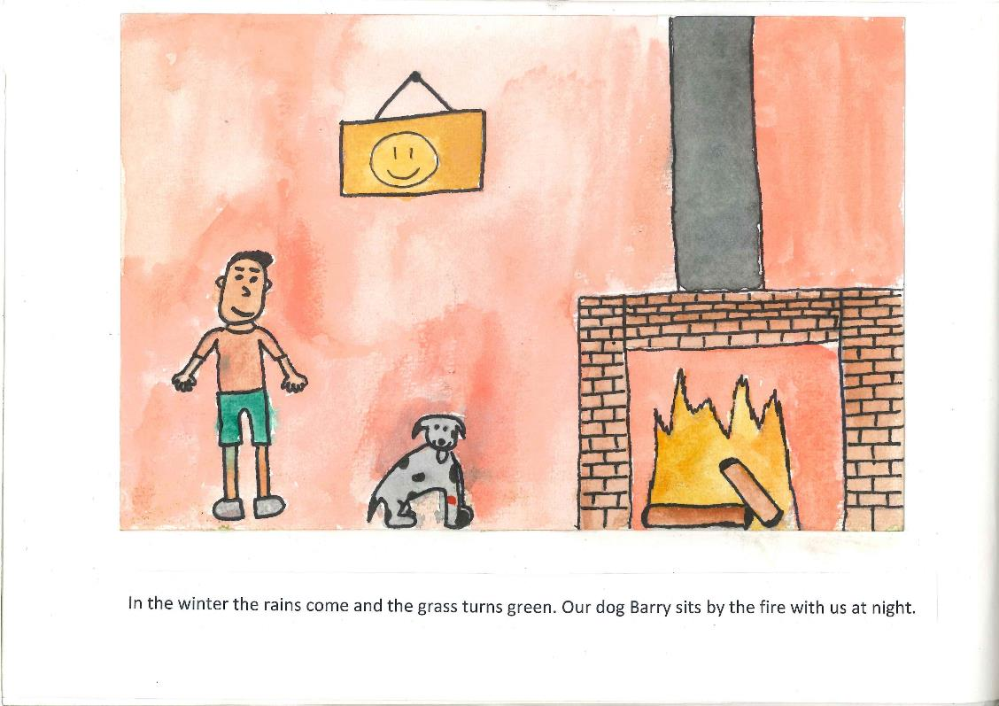 In the winter the rains come and the grass turns green. Our dog Barry sits by the fire with us at night.